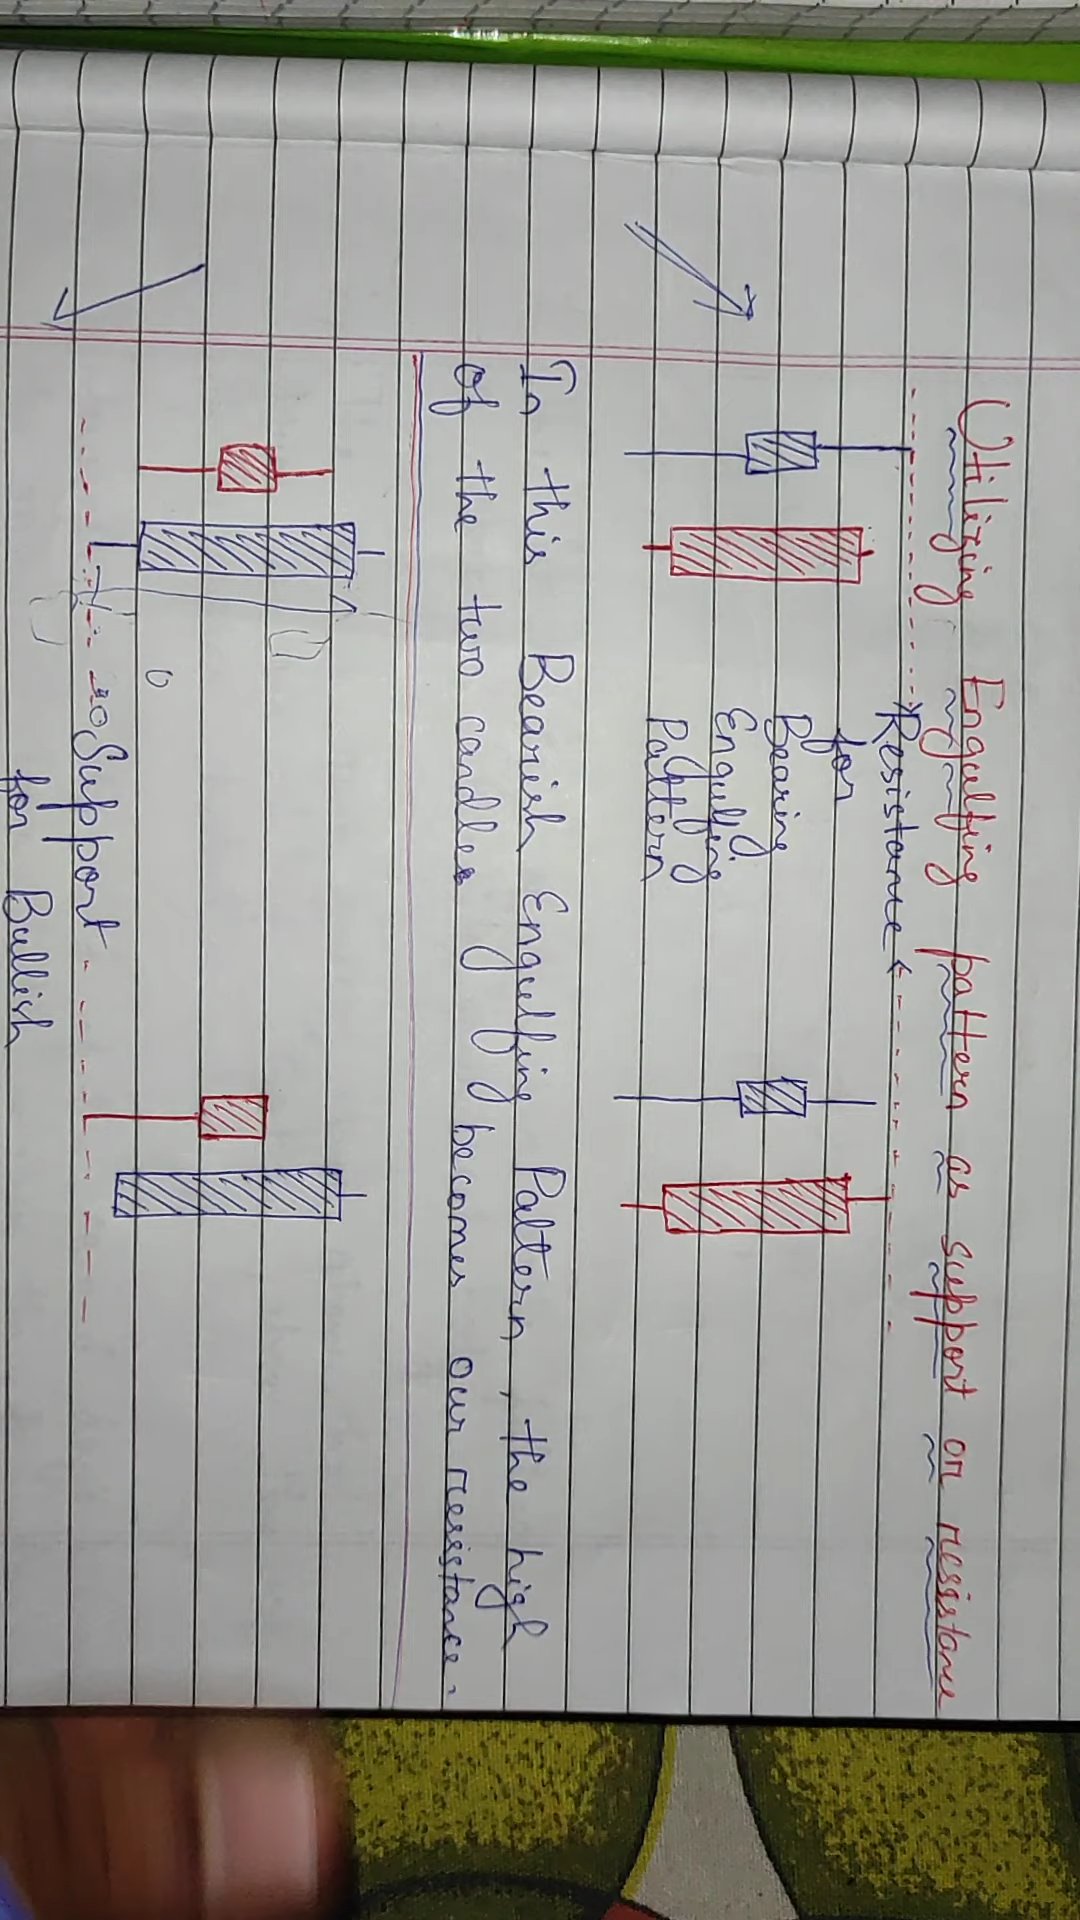 Utilizing Engulfing pattern as support or resistance
Resistance
for
Bearing
Engulfing
Pattern
In this Bearish Engulfing Pattern, the high
of the two candles becomes our resistance.
Support
for Bullish